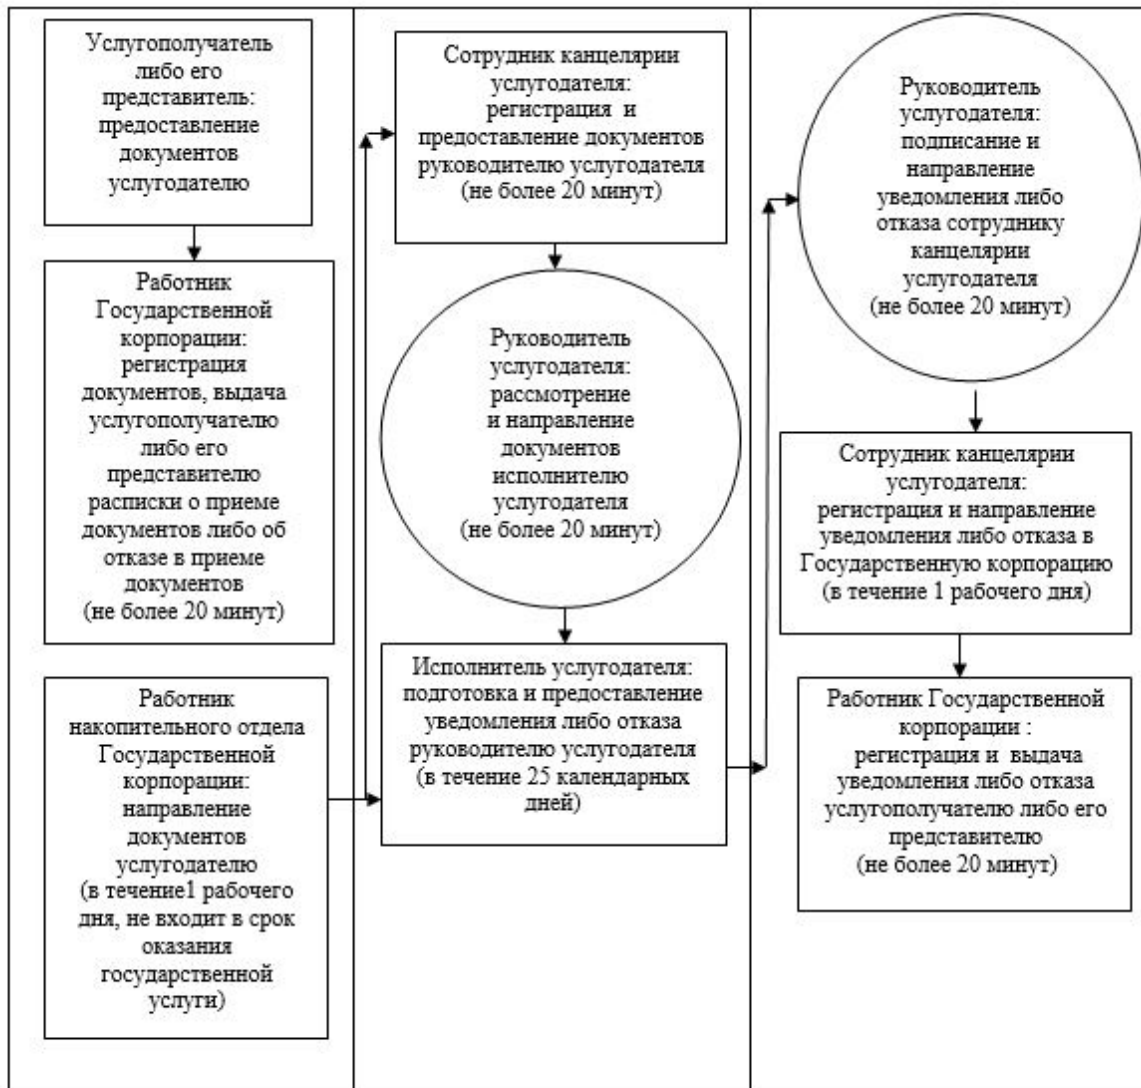 Услугополучатель
либо его
представитель:
предоставление
документов
услугодателю
Работник
Государственной
корпорации:
регистрация
документов, выдача
услугополучателю
либо его
представителю
расписки о приеме
документов либо об
отказе в приеме
документов
(не более 20 минут)
Работник
накопительного отдела
Государственной
корпорации:
направление
документов
услугодателю
(в течение1 рабочего
дня, не входит в срок
оказания
государственной
услуги)
Сотрудник канцелярии
услугодателя:
регистрация и
предоставление документов
руководителю услугодателя
(не более 20 минут)
Руководитель
услугодателя:
рассмотрение
и направление
документов
исполнителю
услугодателя
(не более 20 минут)
Исполнитель услугодателя:
подготовка и предоставление
уведомления либо отказа
руководителю услугодателя
(в течение 25 календарных
дней)
Руководитель
услугодателя:
подписание и
направление
уведомления либо
отказа сотруднику
канцелярии
услугодателя
(не более 20 минут)
Сотрудник канцелярии
услугодателя:
регистрация и направление
уведомления либо отказа в
Государственную корпорацию
(в течение 1 рабочего дня)
Работник Государственной
корпорации :
регистрация и выдача
уведомления либо отказа
услугополучателю либо его
представителю
(не более 20 минут)